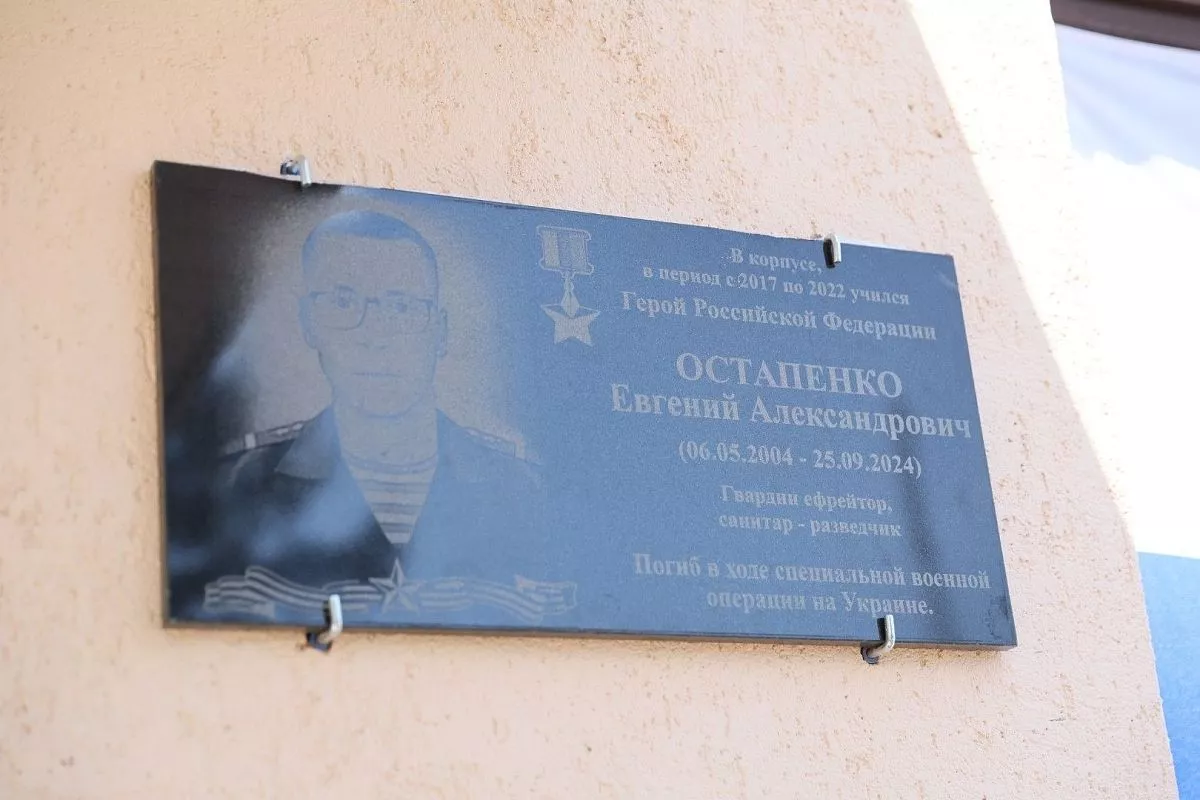 В корпусе,
в период с 2017 по 2022 учился
Герой Российской Федерации
ОСТАПЕНКО
Евгений Александрович
(06.05.2004 - 25.09.2024)
Гвардии ефрейтор,
санитар - разведчик
Погиб в ходе специальной военной
операции на Украине.